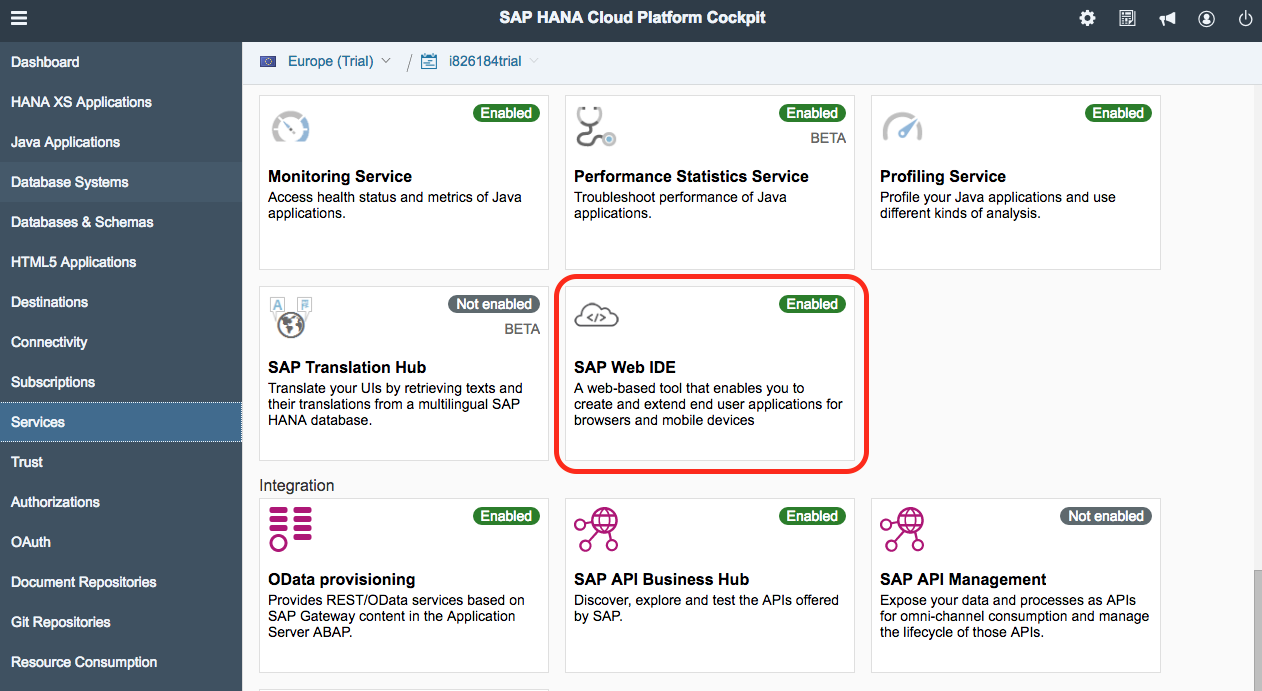 SAP HANA Cloud Platform Cockpit
Europe (Trial)
i826184trial
Dashboard
HANA XS Applications
Java Applications
Database Systems
Databases & Schemas
HTML5 Applications
Destinations
Connectivity
Subscriptions
Services
Trust
Authorizations
OAuth
Document Repositories
Git Repositories
Resource Consumption
Enabled
Monitoring Service
Access health status and metrics of Java
applications.
Enabled
BETA
Performance Statistics Service
Troubleshoot performance of Java
applications.
Enabled
Profiling Service
Profile your Java applications and use
different kinds of analysis.
A
Not enabled
BETA
SAP Translation Hub
Translate your UIs by retrieving texts and
their translations from a multilingual SAP
HANA database.
</>
Enabled
SAP Web IDE
A web-based tool that enables you to
create and extend end user applications for
browsers and mobile devices
Integration
Enabled
OData provisioning
Provides REST/OData services based on
SAP Gateway content in the Application
Server ABAP.
Enabled
SAP API Business Hub
Discover, explore and test the APIs offered
by SAP.
Not enabled
SAP API Management
Expose your data and processes as APIs
for omni-channel consumption and manage
the lifecycle of those APIs.